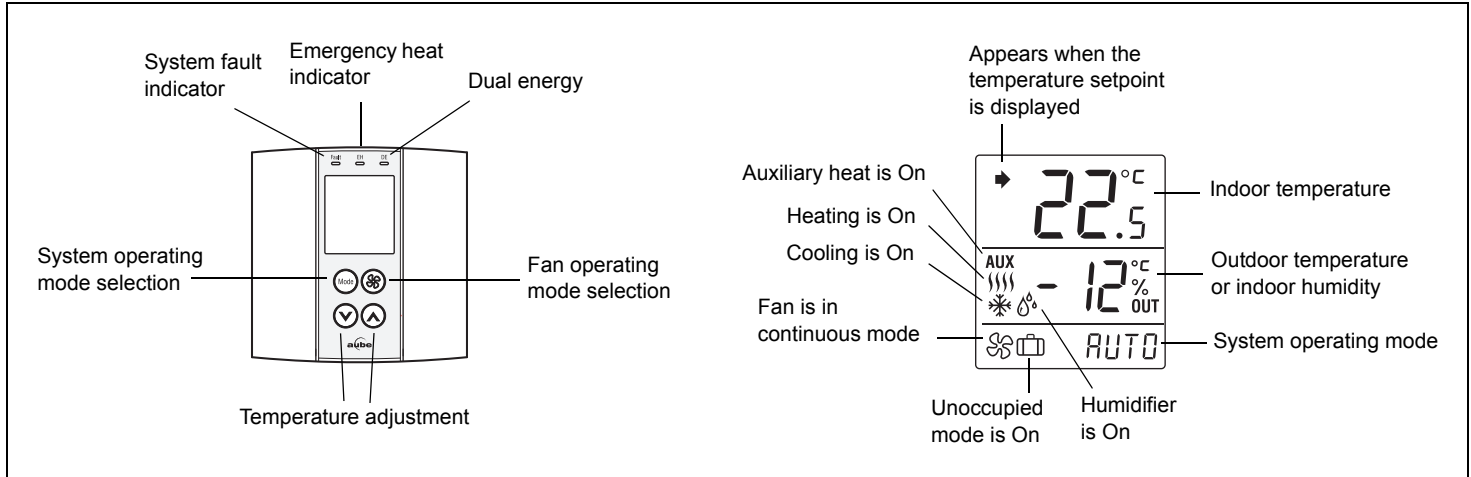 System fault
indicator
Emergency heat
indicator
Dual energy
Fault EH DE
System operating
mode selection
Mode
Fan operating
mode selection
aube
Temperature adjustment
Appears when the
temperature setpoint
is displayed
Auxiliary heat is On
Heating is On
Cooling is On
Fan is in
continuous mode
22.5 °C
Indoor temperature
AUX
-12 °C
%
OUT
Outdoor temperature
or indoor humidity
AUTO
System operating mode
Unoccupied
mode is On
Humidifier
is On